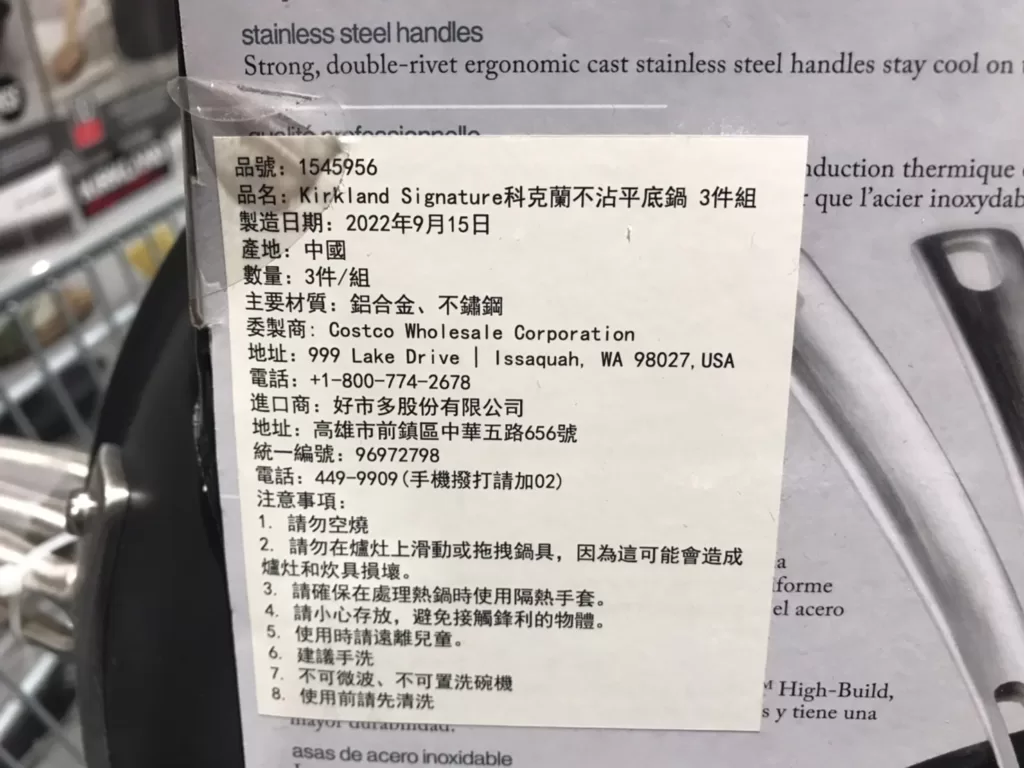 stainless steel handles
Strong, double-rivet ergonomic cast stainless steel handles stay cool on
qualité professionnelle
nduction thermique
que l'acier inoxydab
品號：1545956
品名：Kirkland Signature科克蘭不沾平底鍋 3件組
製造日期：2022年9月15日
產地：中國
數量：3件/組
主要材質：鋁合金、不鏽鋼
委製商：Costco Wholesale Corporation
地址：999 Lake Drive | Issaquah, WA 98027,USA
電話：+1-800-774-2678
進口商：好市多股份有限公司
地址：高雄市前鎮區中華五路656號
統一編號：96972798
電話：449-9909(手機撥打請加02)
注意事項：
1. 請勿空燒
2. 請勿在爐灶上滑動或拖拽鍋具，因為這可能會造成
爐灶和炊具損壞。
3. 請確保在處理熱鍋時使用隔熱手套。
4. 請小心存放，避免接觸鋒利的物體。
5. 使用時請遠離兒童。
6. 建議手洗
7. 不可微波、不可置洗碗機
8. 使用前請先清洗
a
forme
el acero
High-Build,
s y tiene una
mayor durabilidad.
asas de acero inoxidable